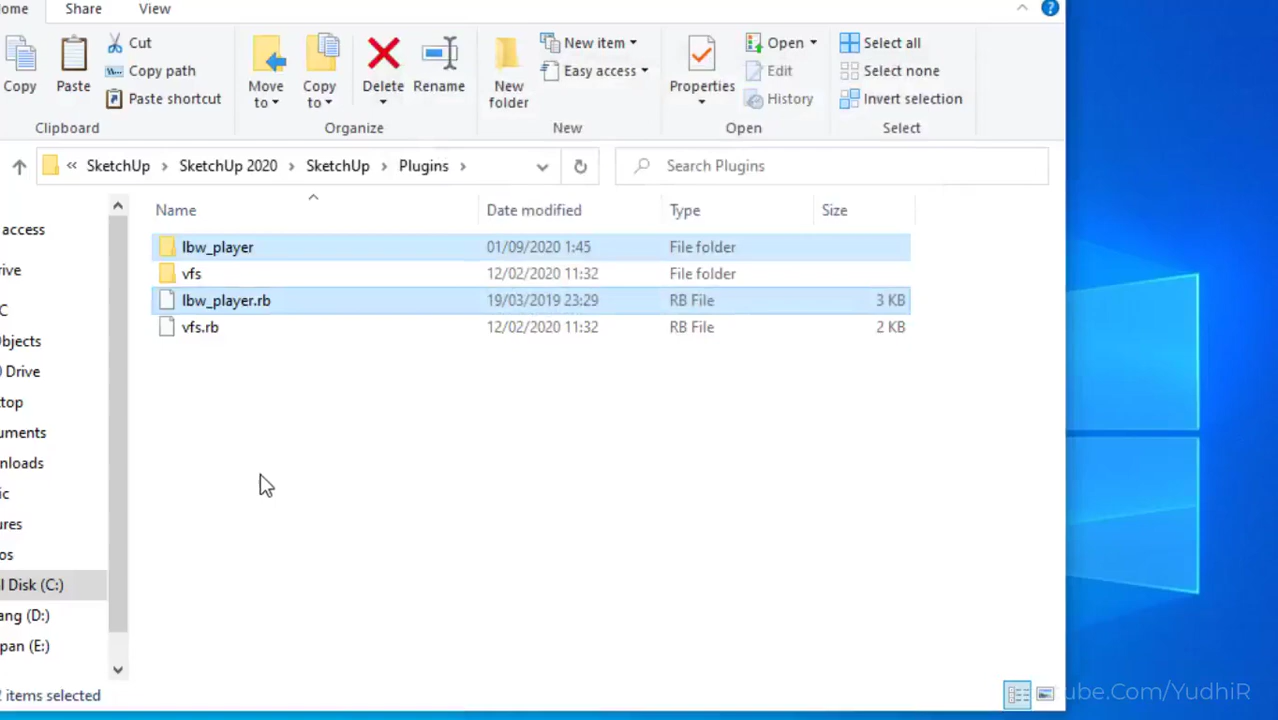 ome Share View
Copy
Paste
Cut
Copy path
Paste shortcut
Clipboard
Move to
Copy to
Delete
Rename
Organize
New folder
New item
Easy access
New
Properties
Open
Edit
History
Open
Select all
Select none
Invert selection
Select
« SketchUp > SketchUp 2020 > SketchUp > Plugins >
Search Plugins
Name Date modified Type Size
lbw_player 01/09/2020 1:45 File folder
vfs 12/02/2020 11:32 File folder
lbw_player.rb 19/03/2019 23:29 RB File 3 KB
vfs.rb 12/02/2020 11:32 RB File 2 KB
access
rive
C
Objects
Drive
top
uments
nloads
ic
ures
os
l Disk (C:)
ang (D:)
pan (E:)
2 items selected
ube.Com/YudhiR